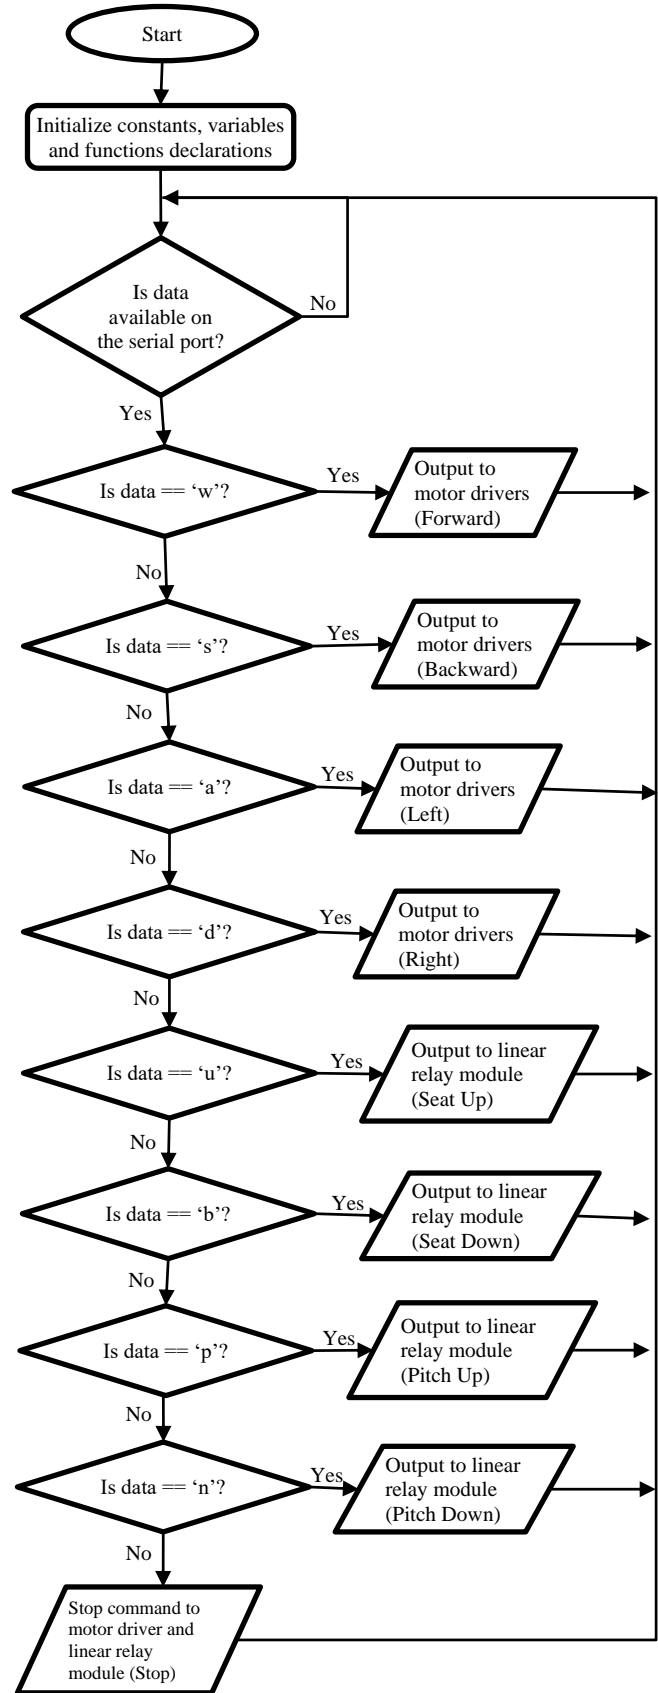 Start
Initialize constants, variables
and functions declarations
Is data
available on
the serial port?
No
Yes
Is data == ‘w’?
Yes
Output to
motor drivers
(Forward)
No
Is data == ‘s’?
Yes
Output to
motor drivers
(Backward)
No
Is data == ‘a’?
Yes
Output to
motor drivers
(Left)
No
Is data == ‘d’?
Yes
Output to
motor drivers
(Right)
No
Is data == ‘u’?
Yes
Output to linear
relay module
(Seat Up)
No
Is data == ‘b’?
Yes
Output to linear
relay module
(Seat Down)
No
Is data == ‘p’?
Yes
Output to linear
relay module
(Pitch Up)
No
Is data == ‘n’?
Yes
Output to linear
relay module
(Pitch Down)
No
Stop command to
motor driver and
linear relay
module (Stop)